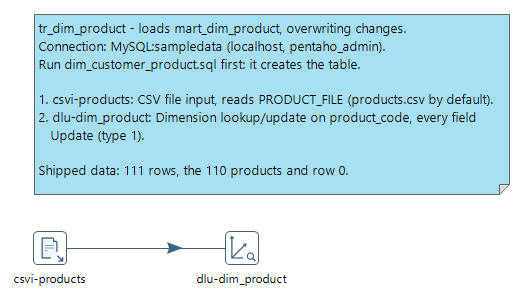 tr_dim_product - loads mart_dim_product, overwriting changes.
Connection: MySQL:sampledata (localhost, pentaho_admin).
Run dim_customer_product.sql first: it creates the table.
1. csvi-products: CSV file input, reads PRODUCT_FILE (products.csv by default).
2. dlu-dim_product: Dimension lookup/update on product_code, every field
Update (type 1).
Shipped data: 111 rows, the 110 products and row 0.
csvi-products
dlu-dim_product